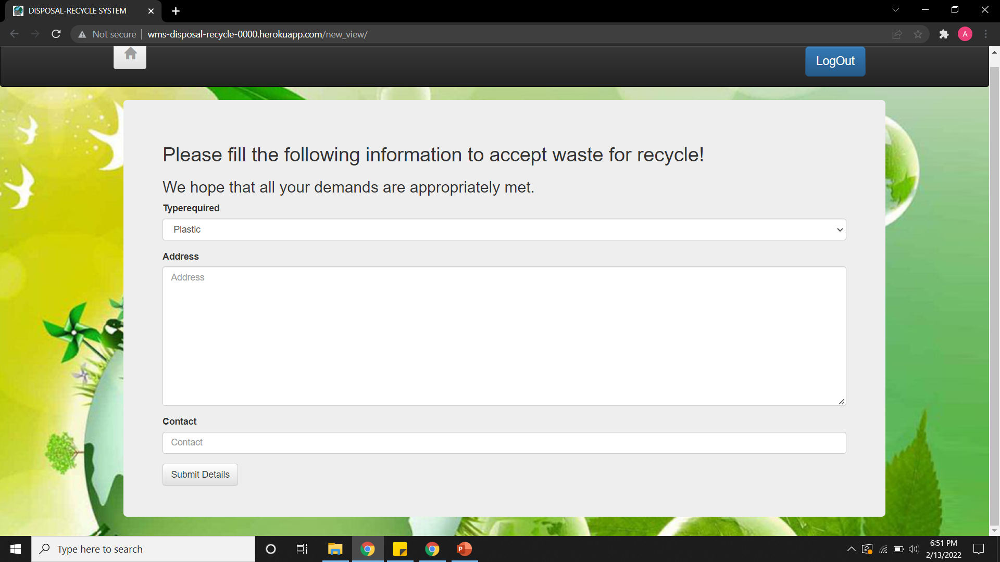 DISPOSAL-RECYCLE SYSTEM
Not secure
wms-disposal-recycle-0000.herokuapp.com/new_view/
A
LogOut
Please fill the following information to accept waste for recycle!
We hope that all your demands are appropriately met.
Typerequired
Plastic
Address
Address
Contact
Contact
Submit Details
Type here to search
P
6:51 PM
2/13/2022